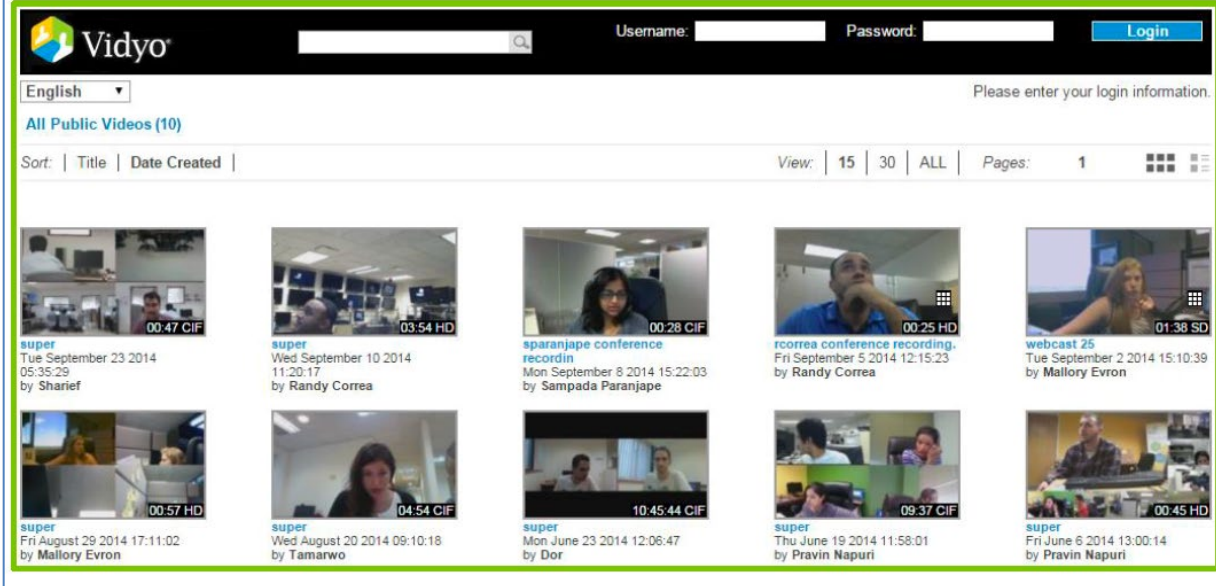 Vidyo
Username: Password: Login
English ▼ Please enter your login information.
All Public Videos (10)
Sort: | Title | Date Created | View: | 15 | 30 | ALL | Pages: 1
00:47 CIF
super
Tue September 23 2014
05:35:29
by Sharief
03:54 HD
super
Wed September 10 2014
11:20:17
by Randy Correa
00:28 CIF
sparanjape conference
recordin
Mon September 8 2014 15:22:03
by Sampada Paranjape
00:25 HD
rcorrea conference recording.
Fri September 5 2014 12:15:23
by Randy Correa
01:38 SD
webcast 25
Tue September 2 2014 15:10:39
by Mallory Evron
00:57 HD
super
Fri August 29 2014 17:11:02
by Mallory Evron
04:54 CIF
super
Wed August 20 2014 09:10:18
by Tamarwo
10:45:44 CIF
super
Mon June 23 2014 12:06:47
by Dor
09:37 CIF
super
Thu June 19 2014 11:58:01
by Pravin Napuri
00:45 HD
super
Fri June 6 2014 13:00:14
by Pravin Napuri